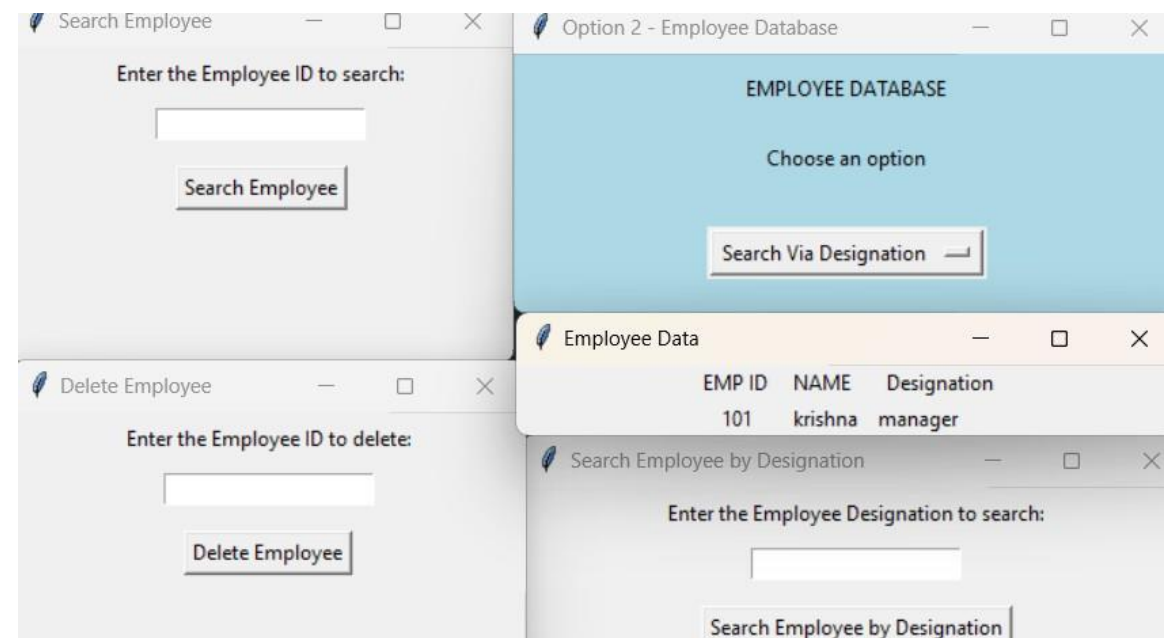 Search Employee
Enter the Employee ID to search:
Search Employee
Option 2 - Employee Database
EMPLOYEE DATABASE
Choose an option
Search Via Designation
Employee Data
EMP ID NAME Designation
101 krishna manager
Delete Employee
Enter the Employee ID to delete:
Delete Employee
Search Employee by Designation
Enter the Employee Designation to search:
Search Employee by Designation